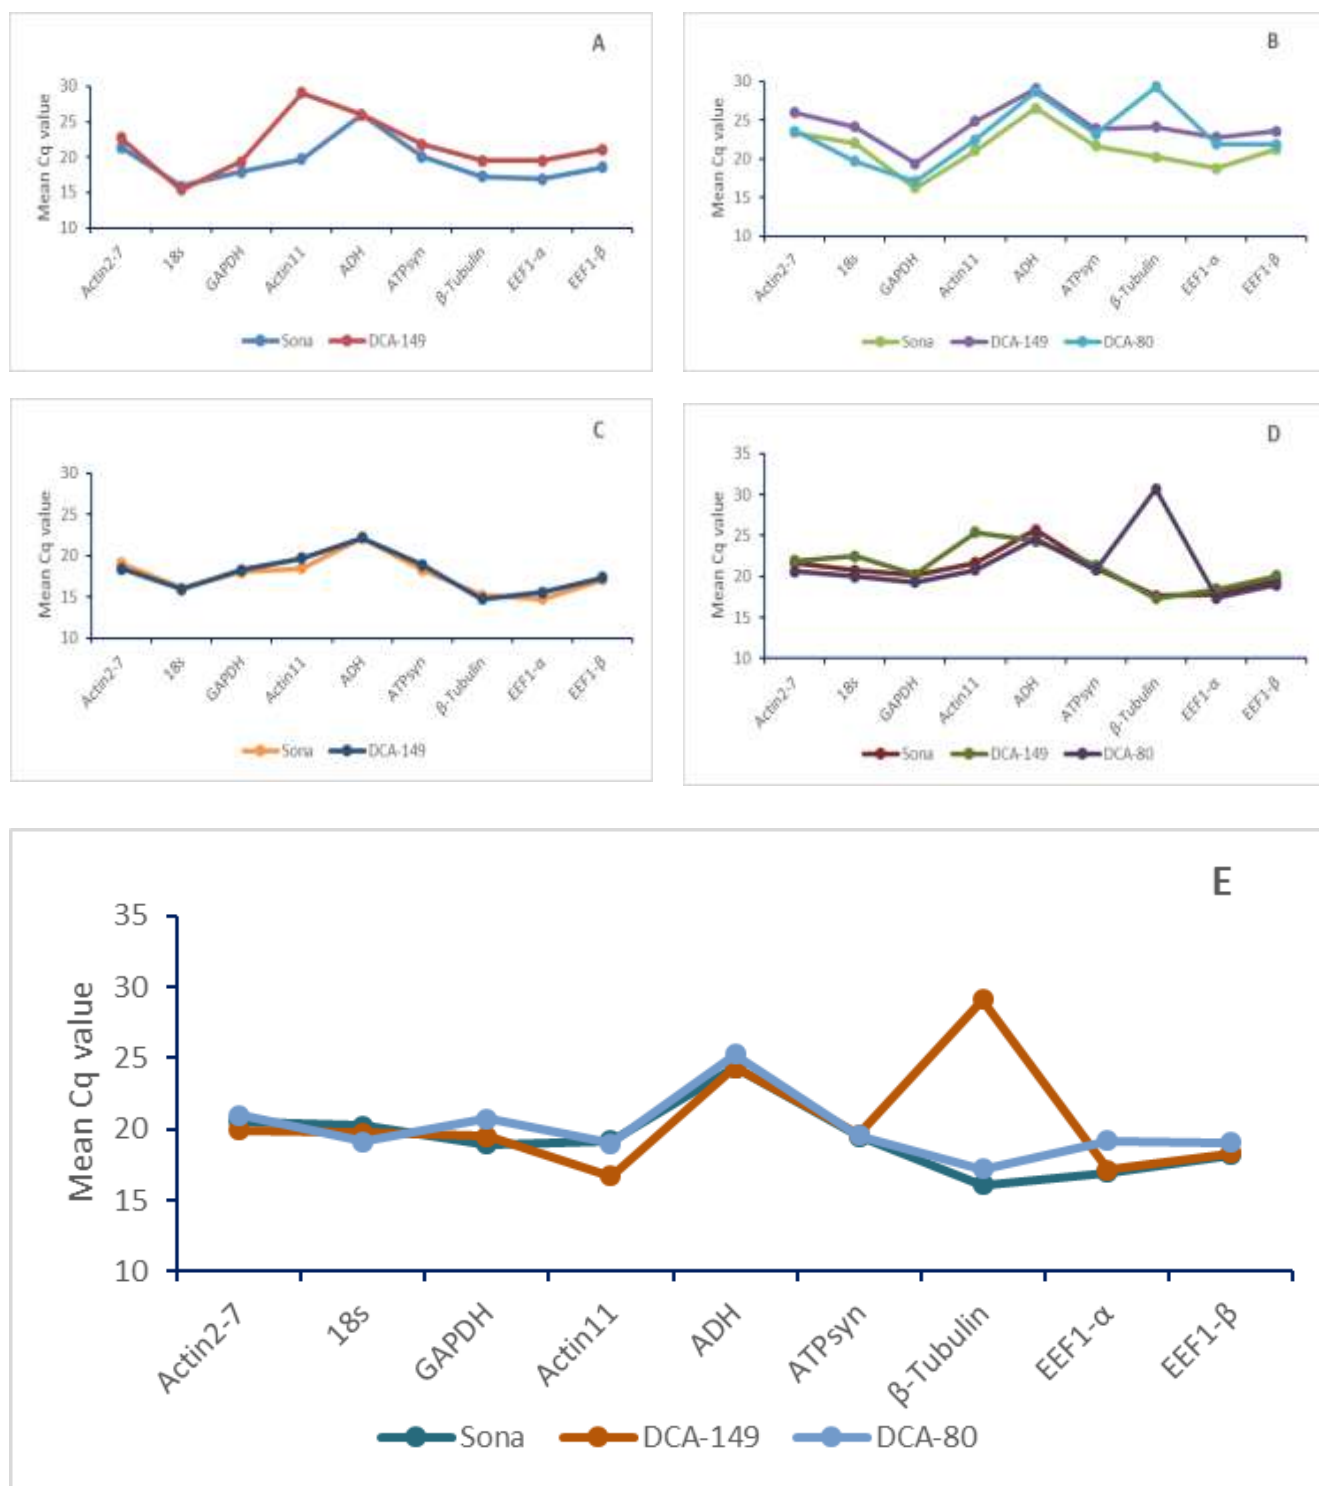 A
Mean Cq value
30
25
20
15
10
Actin2-7
18s
GAPDH
Actin11
ADH
ATPsyn
β-Tubulin
EEF1-α
EEF1-β
Sona DCA-149
B
Mean Cq value
30
25
20
15
10
Actin2-7
18s
GAPDH
Actin11
ADH
ATPsyn
β-Tubulin
EEF1-α
EEF1-β
Sona DCA-149 DCA-80
C
Mean Cq value
30
25
20
15
10
Actin2-7
18s
GAPDH
Actin11
ADH
ATPsyn
β-Tubulin
EEF1-α
EEF1-β
Sona DCA-149
D
Mean Cq value
35
30
25
20
15
10
Actin2-7
18s
GAPDH
Actin11
ADH
ATPsyn
β-Tubulin
EEF1-α
EEF1-β
Sona DCA-149 DCA-80
E
Mean Cq value
35
30
25
20
15
10
Actin2-7
18s
GAPDH
Actin11
ADH
ATPsyn
β-Tubulin
EEF1-α
EEF1-β
Sona DCA-149 DCA-80